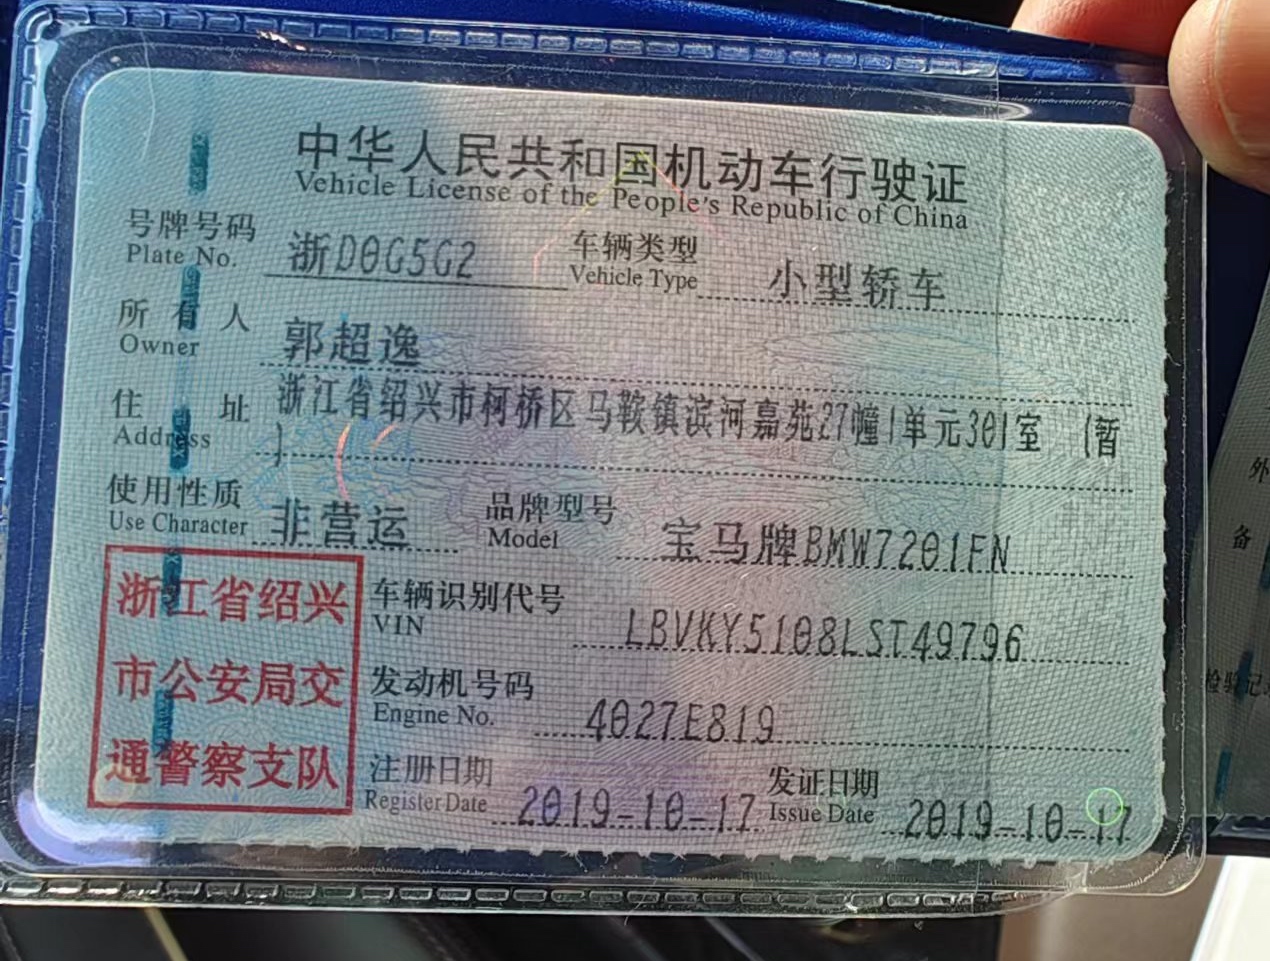 中华人民共和国机动车行驶证
Vehicle License of the People's Republic of China
号牌号码 浙D0G5G2 车辆类型 小型轿车
Plate No. Vehicle Type
所有人 郭超逸
Owner
住址 浙江省绍兴市柯桥区马鞍镇滨河嘉苑27幢1单元301室 (暂
Address )
使用性质 非营运 品牌型号 宝马牌BMW7201FN
Use Character Model
浙江省绍兴
市公安局交
通警察支队
车辆识别代号 LBVKY5108LST49796
VIN
发动机号码 4027E819
Engine No.
注册日期 2019-10-17 发证日期 2019-10-17
Register Date Issue Date
外
备
检验记